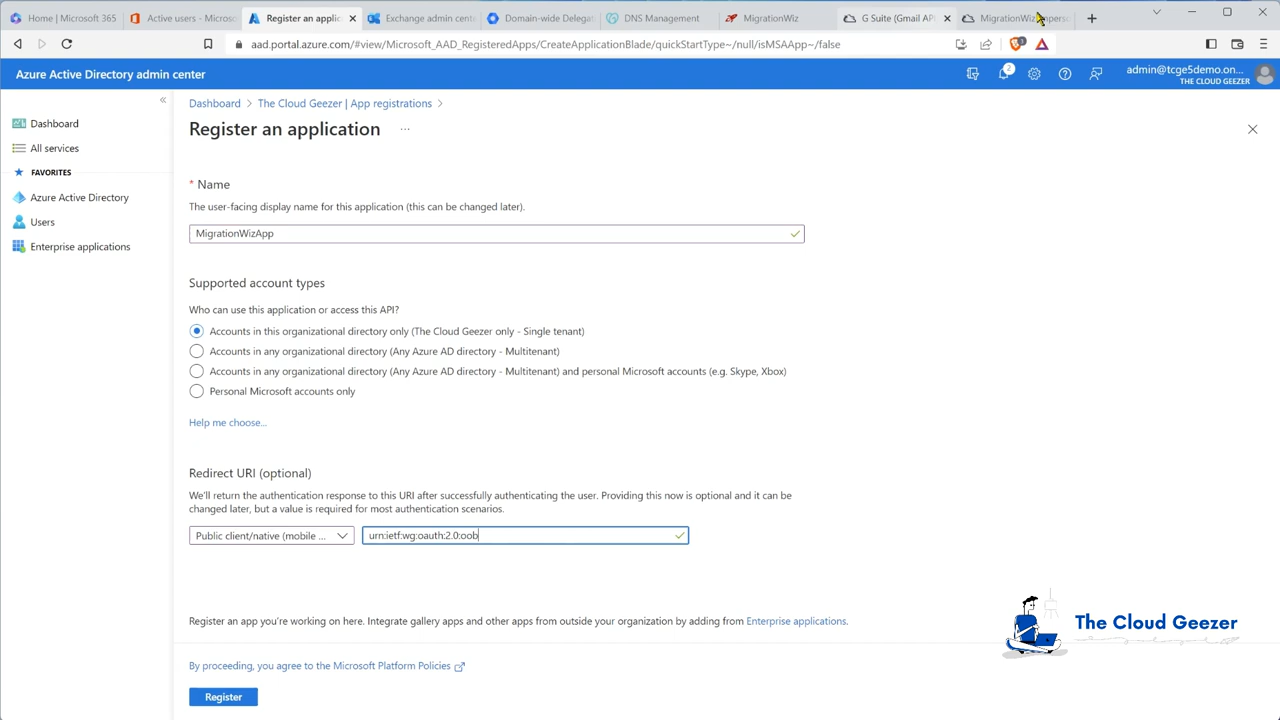 Home | Microsoft 365
Active users - Microso
Register an applic
Exchange admin cent
Domain-wide Delegat
DNS Management
MigrationWiz
G Suite (Gmail API
MigrationWiz
aad.portal.azure.com/#view/Microsoft_AAD_RegisteredApps/CreateApplicationBlade/quickStartType~/null/isMSAApp~/false
1
Azure Active Directory admin center
2
admin@tcge5demo.on...
THE CLOUD GEEZER
«
Dashboard
All services
FAVORITES
Azure Active Directory
Users
Enterprise applications
Dashboard > The Cloud Geezer | App registrations >
Register an application ...
* Name
The user-facing display name for this application (this can be changed later).
MigrationWizApp
Supported account types
Who can use this application or access this API?
Accounts in this organizational directory only (The Cloud Geezer only - Single tenant)
Accounts in any organizational directory (Any Azure AD directory - Multitenant)
Accounts in any organizational directory (Any Azure AD directory - Multitenant) and personal Microsoft accounts (e.g. Skype, Xbox)
Personal Microsoft accounts only
Help me choose...
Redirect URI (optional)
We'll return the authentication response to this URI after successfully authenticating the user. Providing this now is optional and it can be
changed later, but a value is required for most authentication scenarios.
Public client/native (mobile ...
urn:ietf:wg:oauth:2.0:oob
Register an app you're working on here. Integrate gallery apps and other apps from outside your organization by adding from Enterprise applications.
By proceeding, you agree to the Microsoft Platform Policies
Register
The Cloud Geezer